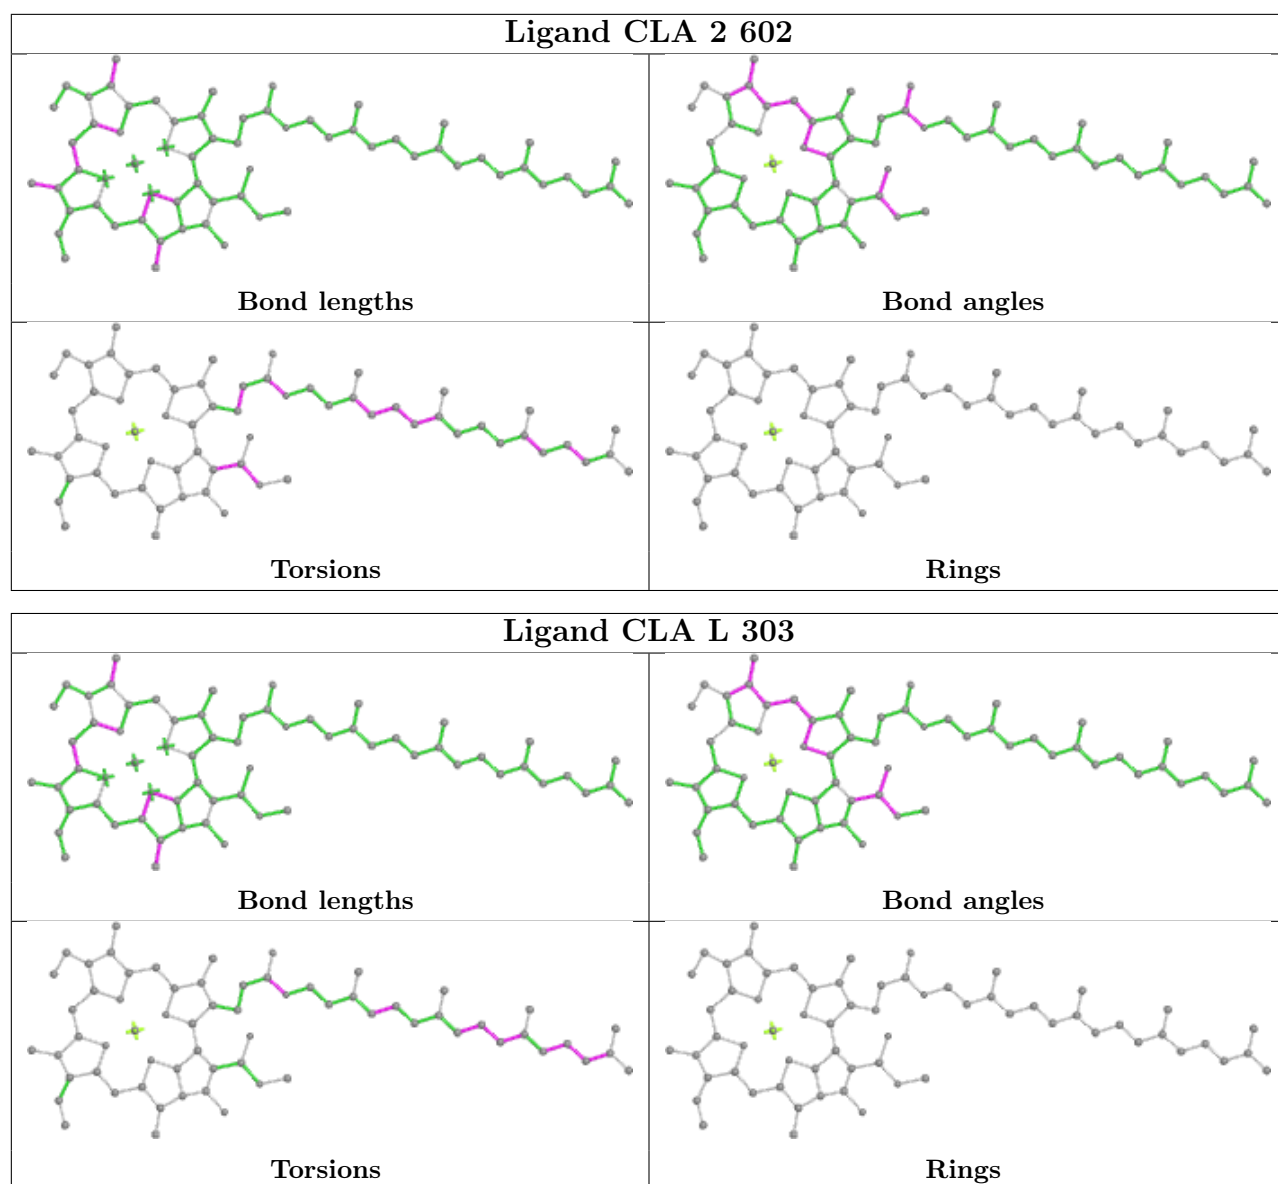 Ligand CLA 2 602
Bond lengths
Bond angles
Torsions
Rings
Ligand CLA L 303
Bond lengths
Bond angles
Torsions
Rings